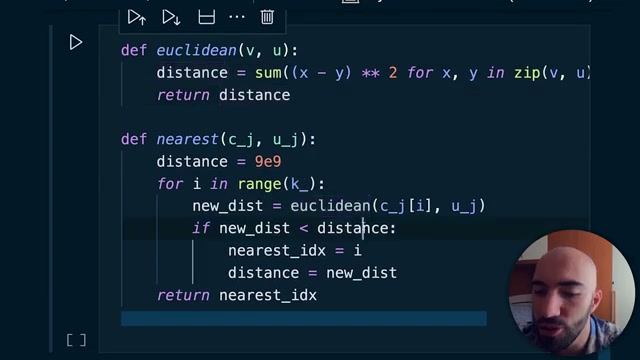 def euclidean(v, u):
    distance = sum((x - y) ** 2 for x, y in zip(v, u)
    return distance
def nearest(c_j, u_j):
    distance = 9e9
    for i in range(k_):
        new_dist = euclidean(c_j[i], u_j)
        if new_dist < distance:
            nearest_idx = i
            distance = new_dist
    return nearest_idx
[ ]